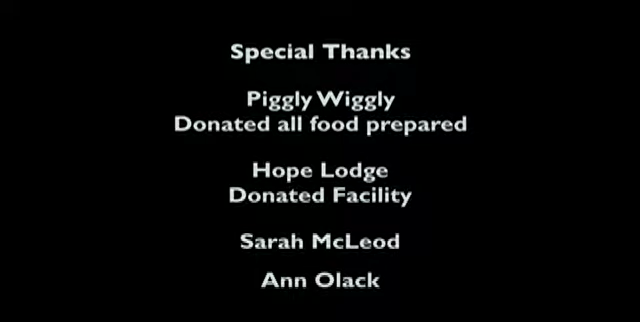 Special Thanks
Piggly Wiggly
Donated all food prepared
Hope Lodge
Donated Facility
Sarah McLeod
Ann Olack